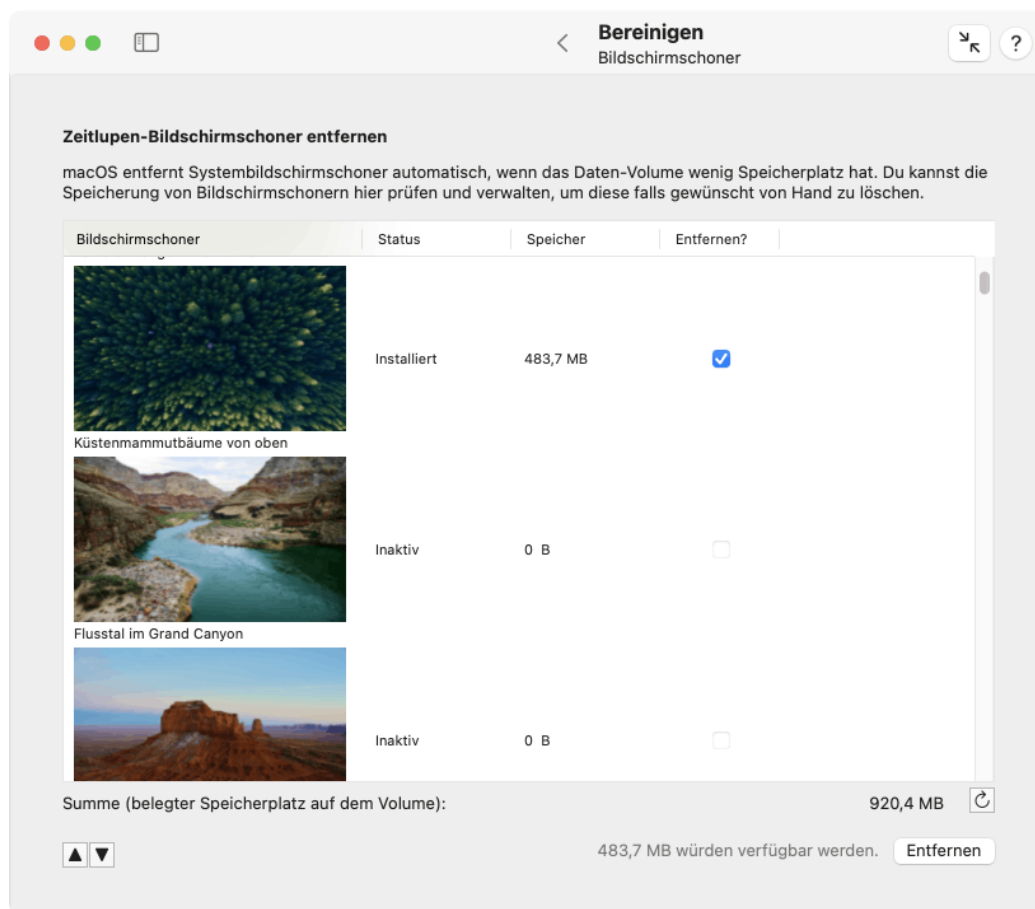 Bereinigen
Bildschirmschoner
?
Zeitlupen-Bildschirmschoner entfernen
macOS entfernt Systembildschirmschoner automatisch, wenn das Daten-Volume wenig Speicherplatz hat. Du kannst die
Speicherung von Bildschirmschonern hier prüfen und verwalten, um diese falls gewünscht von Hand zu löschen.
Bildschirmschoner Status Speicher Entfernen?
Installiert 483,7 MB
Küstenmammutbäume von oben
Inaktiv 0 B
Flusstal im Grand Canyon
Inaktiv 0 B
Summe (belegter Speicherplatz auf dem Volume): 920,4 MB
483,7 MB würden verfügbar werden. Entfernen